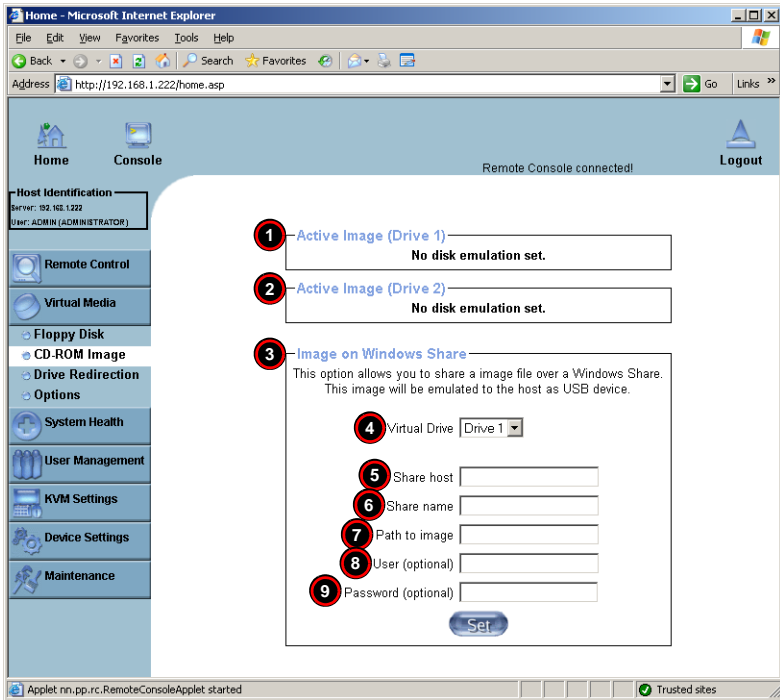 Home - Microsoft Internet Explorer
File Edit View Favorites Tools Help
Back Search Favorites
Address http://192.168.1.222/home.asp Go Links »
Home Console Logout
Remote Console connected!
Host Identification
Server: 192.168.1.222
User: ADMIN (ADMINISTRATOR)
Remote Control
Virtual Media
Floppy Disk
CD-ROM Image
Drive Redirection
Options
System Health
User Management
KVM Settings
Device Settings
Maintenance
1 Active Image (Drive 1)
No disk emulation set.
2 Active Image (Drive 2)
No disk emulation set.
3 Image on Windows Share
This option allows you to share a image file over a Windows Share.
This image will be emulated to the host as USB device.
4 Virtual Drive Drive 1
5 Share host
6 Share name
7 Path to image
8 User (optional)
9 Password (optional)
Set
Applet nn.pp.rc.RemoteConsoleApplet started Trusted sites